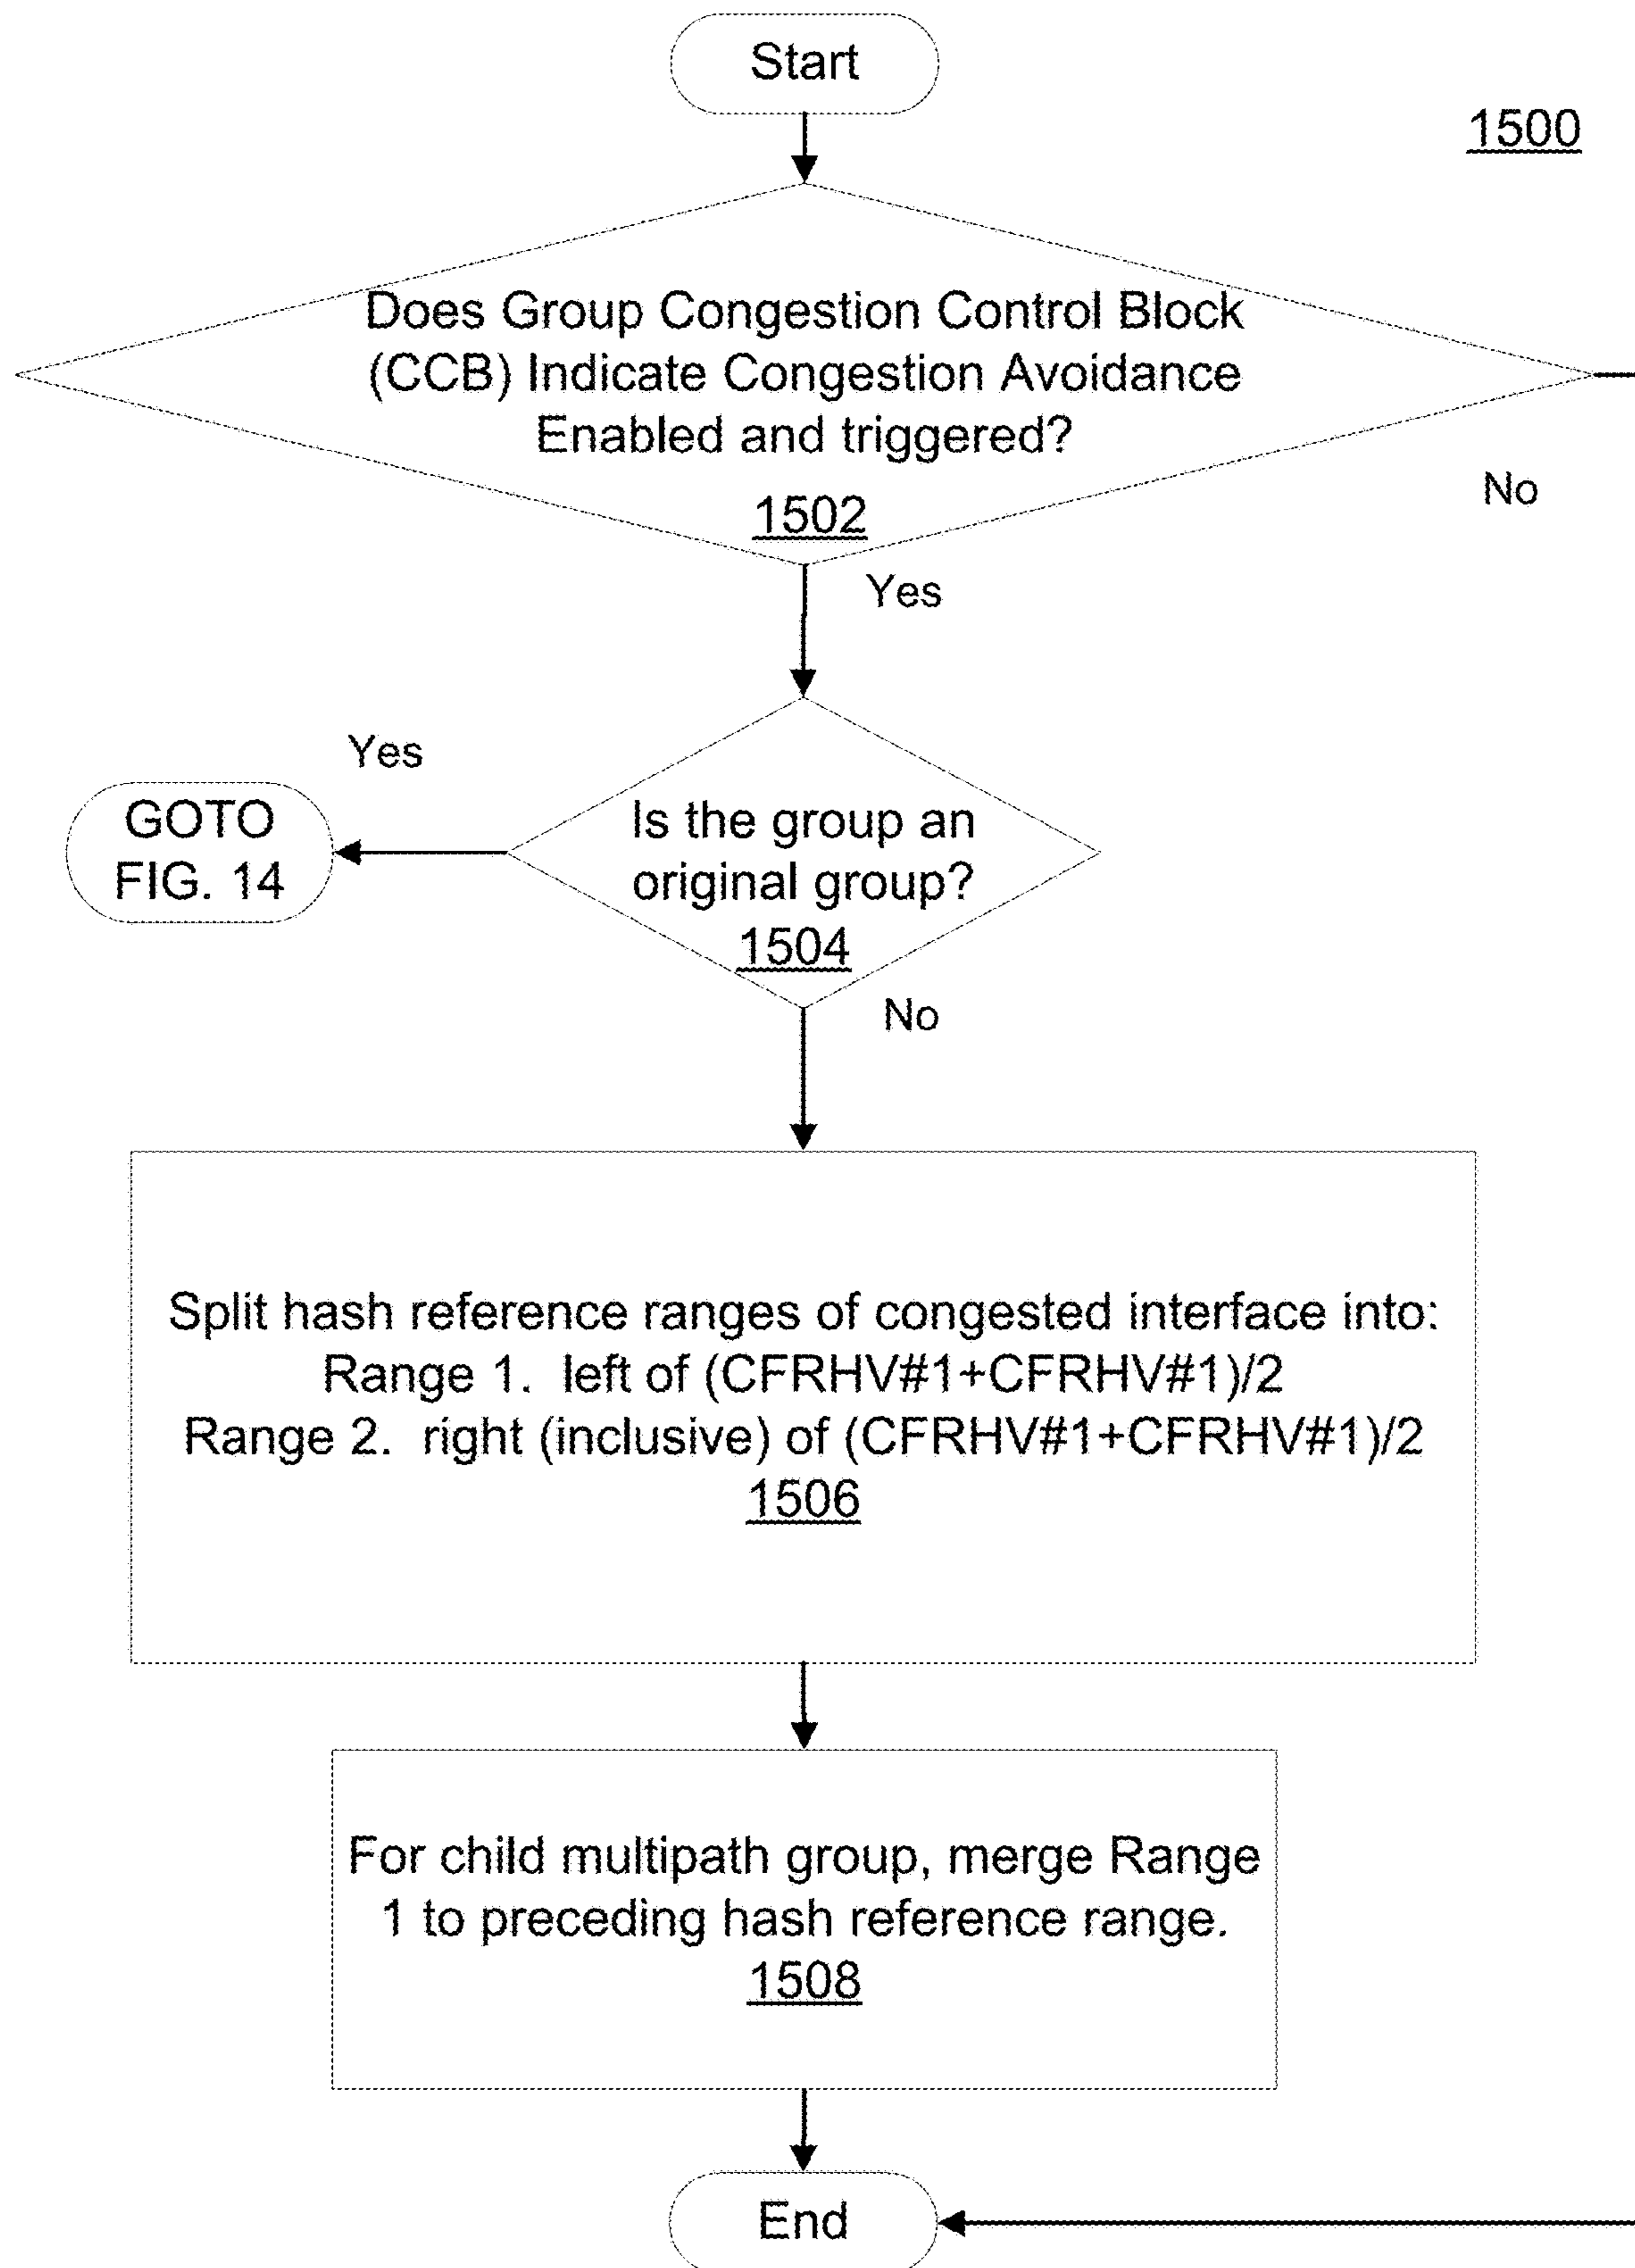 Start
1500
Does Group Congestion Control Block
(CCB) Indicate Congestion Avoidance
Enabled and triggered?
1502
No
Yes
Yes
GOTO
FIG. 14
Is the group an
original group?
1504
No
Split hash reference ranges of congested interface into:
Range 1. left of (CFRHV#1+CFRHV#1)/2
Range 2. right (inclusive) of (CFRHV#1+CFRHV#1)/2
1506
For child multipath group, merge Range
1 to preceding hash reference range.
1508
End